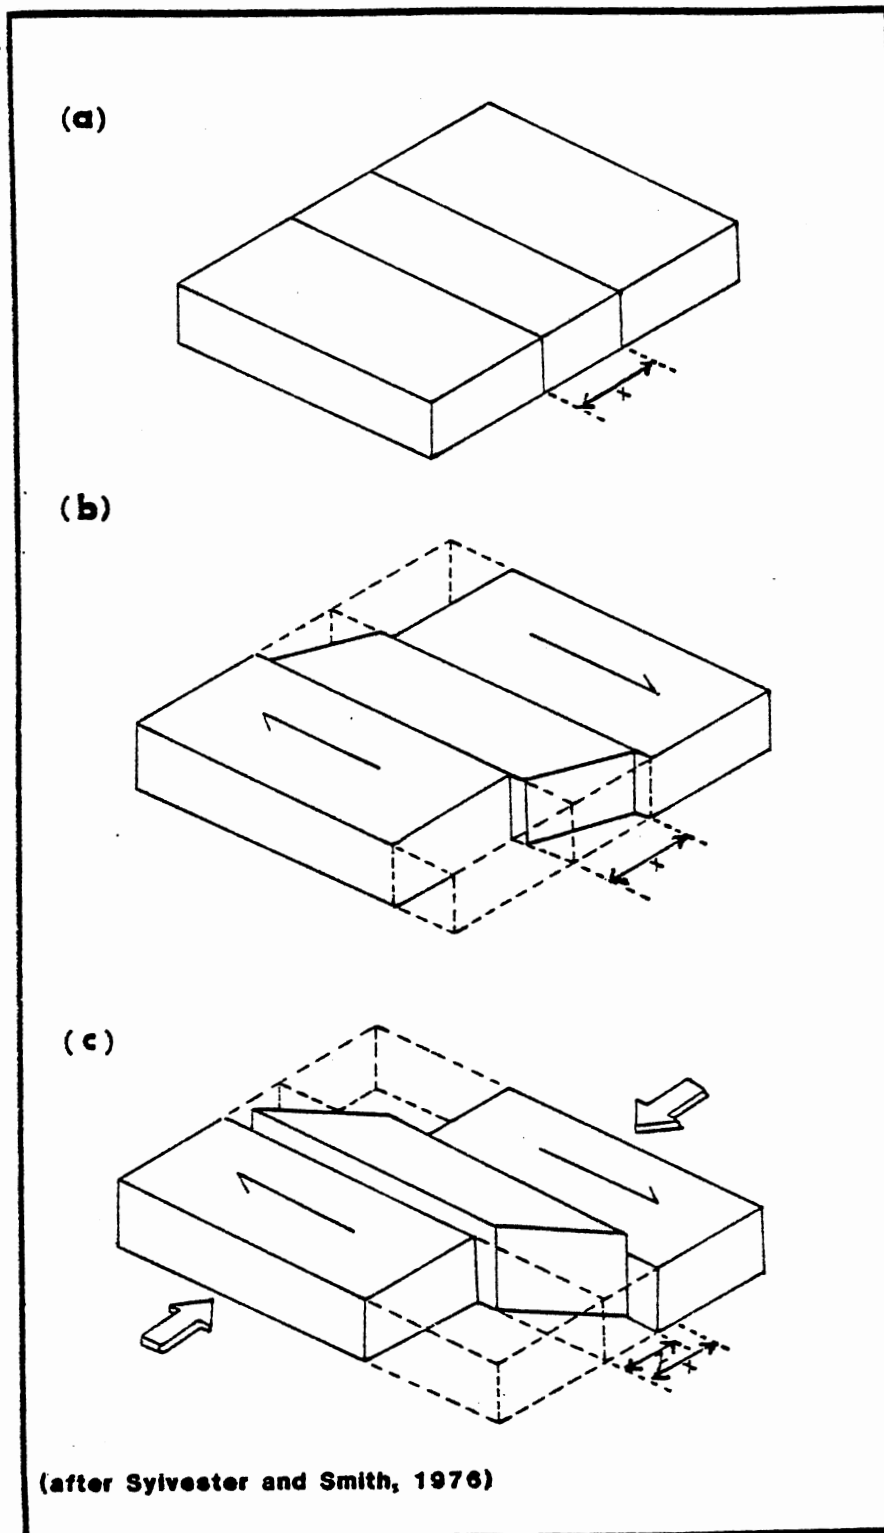 (a)
x
(b)
x
(c)
x
(after Sylvester and Smith, 1976)